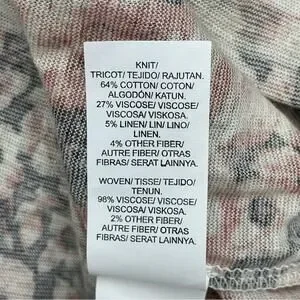 KNIT/
TRICOT/ TEJIDO/ RAJUTAN.
64% COTTON/ COTON/
ALGODÓN/ KATUN.
27% VISCOSE/ VISCOSE/
VISCOSA/ VISKOSA.
5% LINEN/ LIN/ LINO/
LINEN.
4% OTHER FIBER/
AUTRE FIBER/ OTRAS
FIBRAS/ SERAT LAINNYA.
WOVEN/ TISSE/ TEJIDO/
TENUN.
98% VISCOSE/ VISCOSE/
VISCOSA/ VISKOSA.
2% OTHER FIBER/
AUTRE FIBER/ OTRAS
FIBRAS/ SERAT LAINNYA.